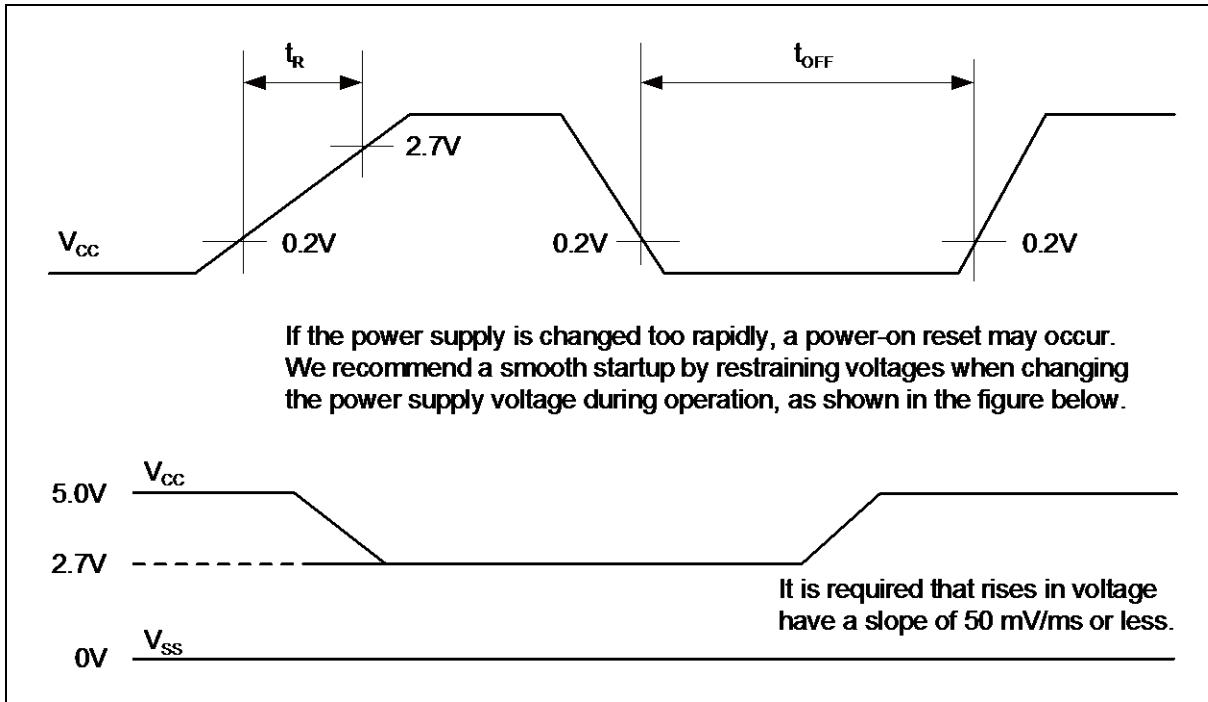 tR
tOFF
2.7V
VCC
0.2V
0.2V
0.2V
If the power supply is changed too rapidly, a power-on reset may occur.
We recommend a smooth startup by restraining voltages when changing
the power supply voltage during operation, as shown in the figure below.
VCC
5.0V
2.7V
It is required that rises in voltage
have a slope of 50 mV/ms or less.
VSS
0V